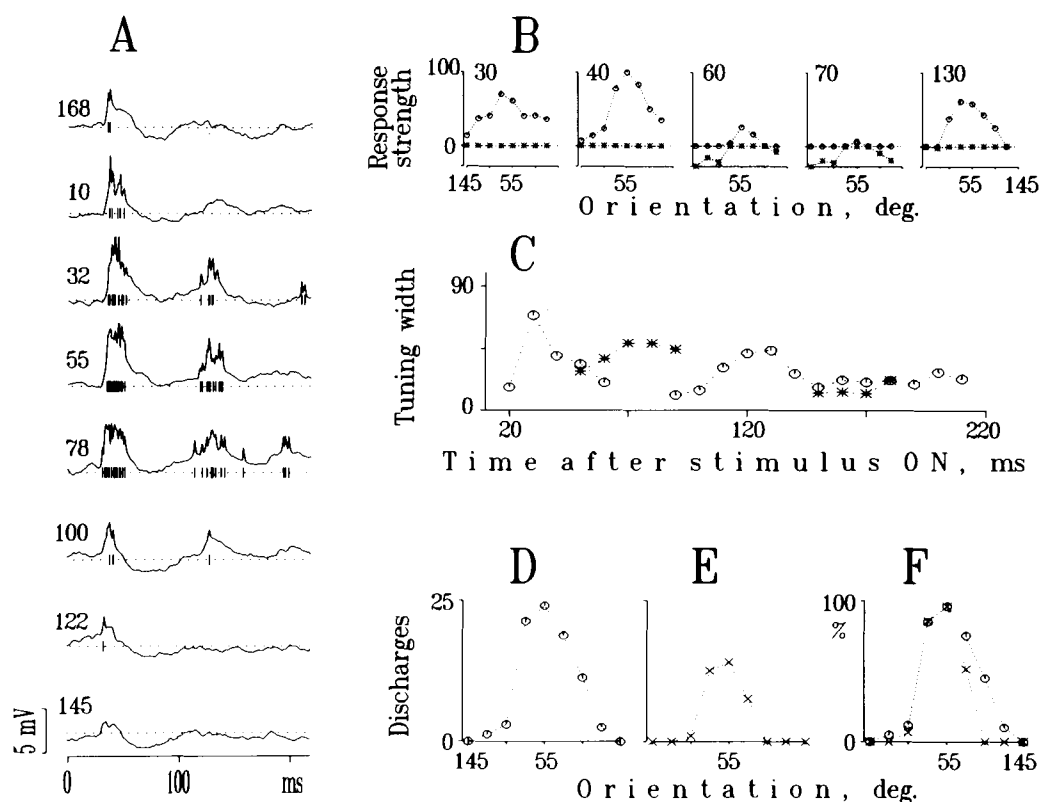 A
168
10
32
55
78
100
122
145
5 mV
0 100 ms
B
Response strength
100
0
30 40 60 70 130
145 55 55 55 55 55 145
Orientation, deg.
C
Tuning width
90
0
20 120 220
Time after stimulus ON, ms
D E F
Discharges
25
0
100
%
0
145 55 55 55 145
Orientation, deg.